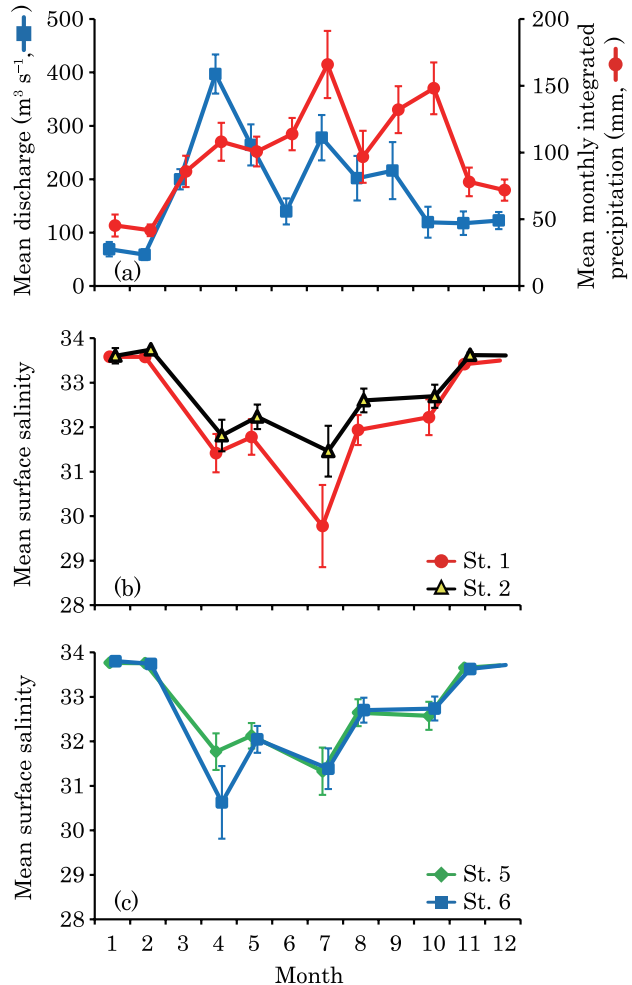 Mean discharge (m³ s⁻¹, )
500
400
300
200
100
0
(a)
200
150
100
50
0
Mean monthly integrated
precipitation (mm, )
Mean surface salinity
34
33
32
31
30
29
28
(b)
St. 1
St. 2
Mean surface salinity
34
33
32
31
30
29
28
(c)
St. 5
St. 6
1 2 3 4 5 6 7 8 9 10 11 12
Month